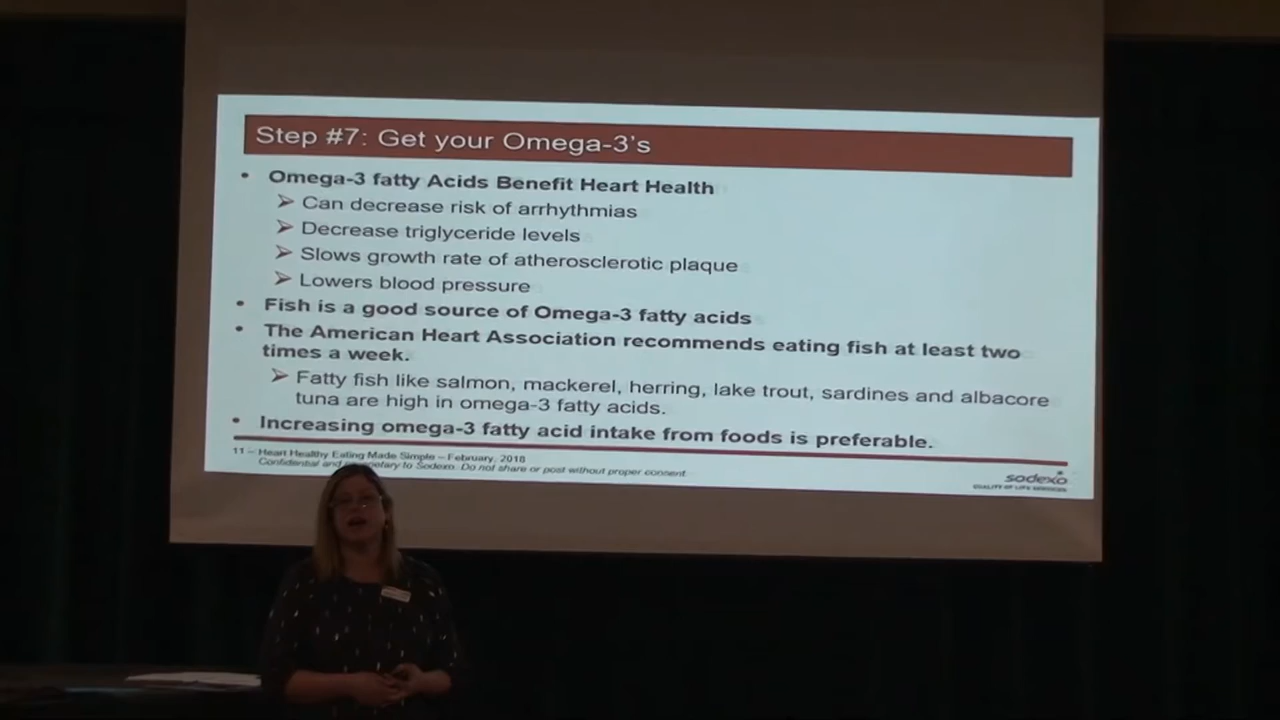 Step #7: Get your Omega-3's
• Omega-3 fatty Acids Benefit Heart Health
➢ Can decrease risk of arrhythmias
➢ Decrease triglyceride levels
➢ Slows growth rate of atherosclerotic plaque
➢ Lowers blood pressure
• Fish is a good source of Omega-3 fatty acids
• The American Heart Association recommends eating fish at least two
times a week.
➢ Fatty fish like salmon, mackerel, herring, lake trout, sardines and albacore
tuna are high in omega-3 fatty acids.
• Increasing omega-3 fatty acid intake from foods is preferable.
11 – Heart Healthy Eating Made Simple – February, 2018
Confidential and proprietary to Sodexo. Do not share or post without proper consent.
sodexo
QUALITY OF LIFE SERVICES